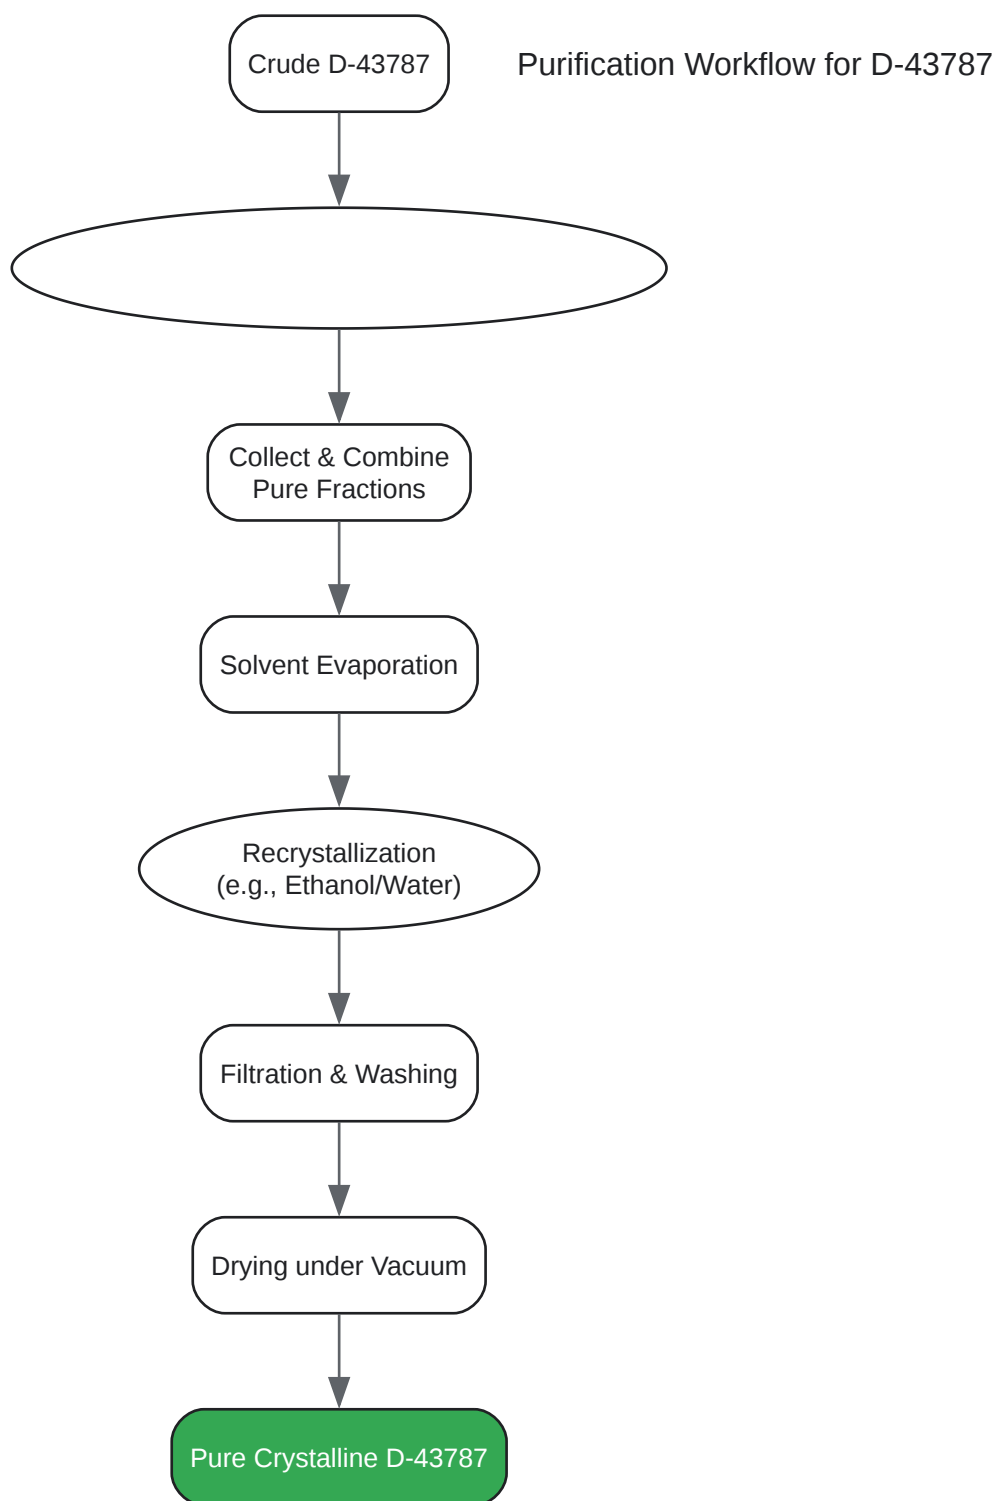 Crude D-43787
Purification Workflow for D-43787
Collect & Combine
Pure Fractions
Solvent Evaporation
Recrystallization
(e.g., Ethanol/Water)
Filtration & Washing
Drying under Vacuum
Pure Crystalline D-43787